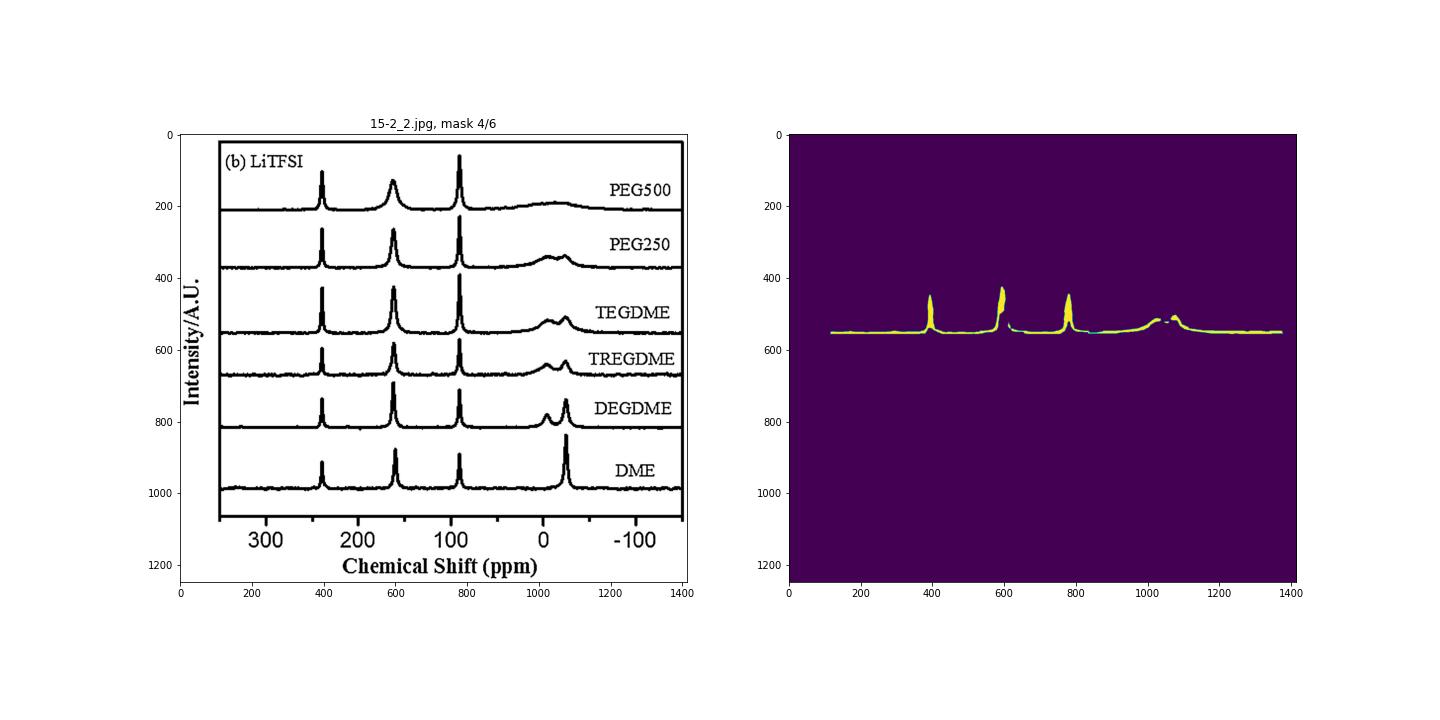 15-2_2.jpg, mask 4/6
0
200
400
600
800
1000
1200
Intensity/A.U.
(b) LiTFSI
PEG500
PEG250
TEGDME
TREGDME
DEGDME
DME
300 200 100 0 -100
Chemical Shift (ppm)
0 200 400 600 800 1000 1200 1400
0
200
400
600
800
1000
1200
0 200 400 600 800 1000 1200 1400